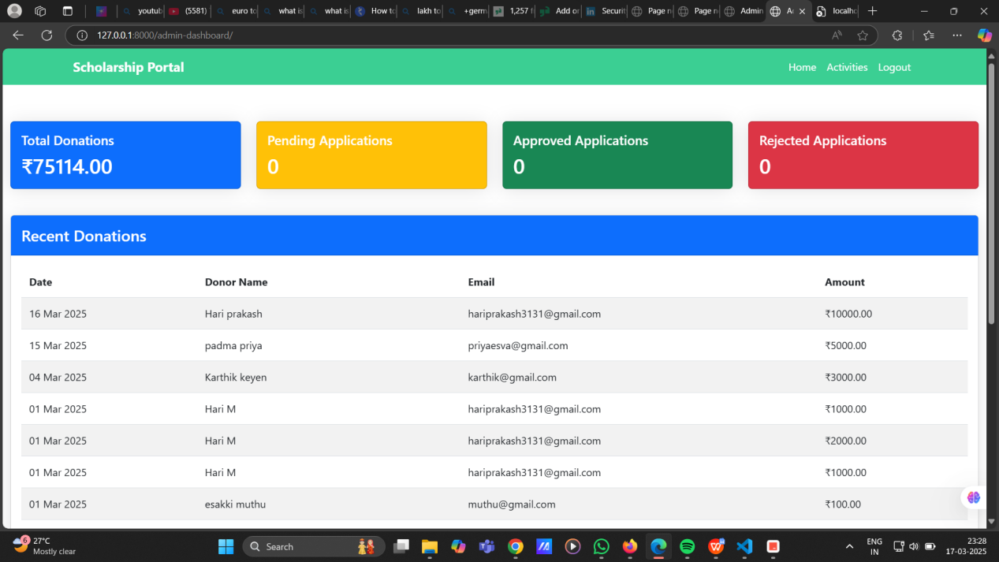 youtub
(5581)
euro to
what is
what is
How to
lakh to
+germ
1,257 f
Add or
in Securit
Page n
Page n
Admin
localho
127.0.0.1:8000/admin-dashboard/
Scholarship Portal
Home Activities Logout
Total Donations
₹75114.00
Pending Applications
0
Approved Applications
0
Rejected Applications
0
Recent Donations
Date Donor Name Email Amount
16 Mar 2025 Hari prakash hariprakash3131@gmail.com ₹10000.00
15 Mar 2025 padma priya priyaesva@gmail.com ₹5000.00
04 Mar 2025 Karthik keyen karthik@gmail.com ₹3000.00
01 Mar 2025 Hari M hariprakash3131@gmail.com ₹1000.00
01 Mar 2025 Hari M hariprakash3131@gmail.com ₹2000.00
01 Mar 2025 Hari M hariprakash3131@gmail.com ₹1000.00
01 Mar 2025 esakki muthu muthu@gmail.com ₹100.00
6
27°C
Mostly clear
Search
ENG
IN
23:28
17-03-2025